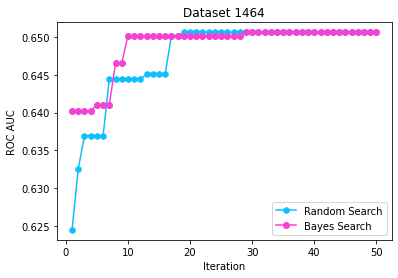 Dataset 1464
0.650
0.645
0.640
0.635
0.630
0.625
ROC AUC
Random Search
Bayes Search
0 10 20 30 40 50
Iteration